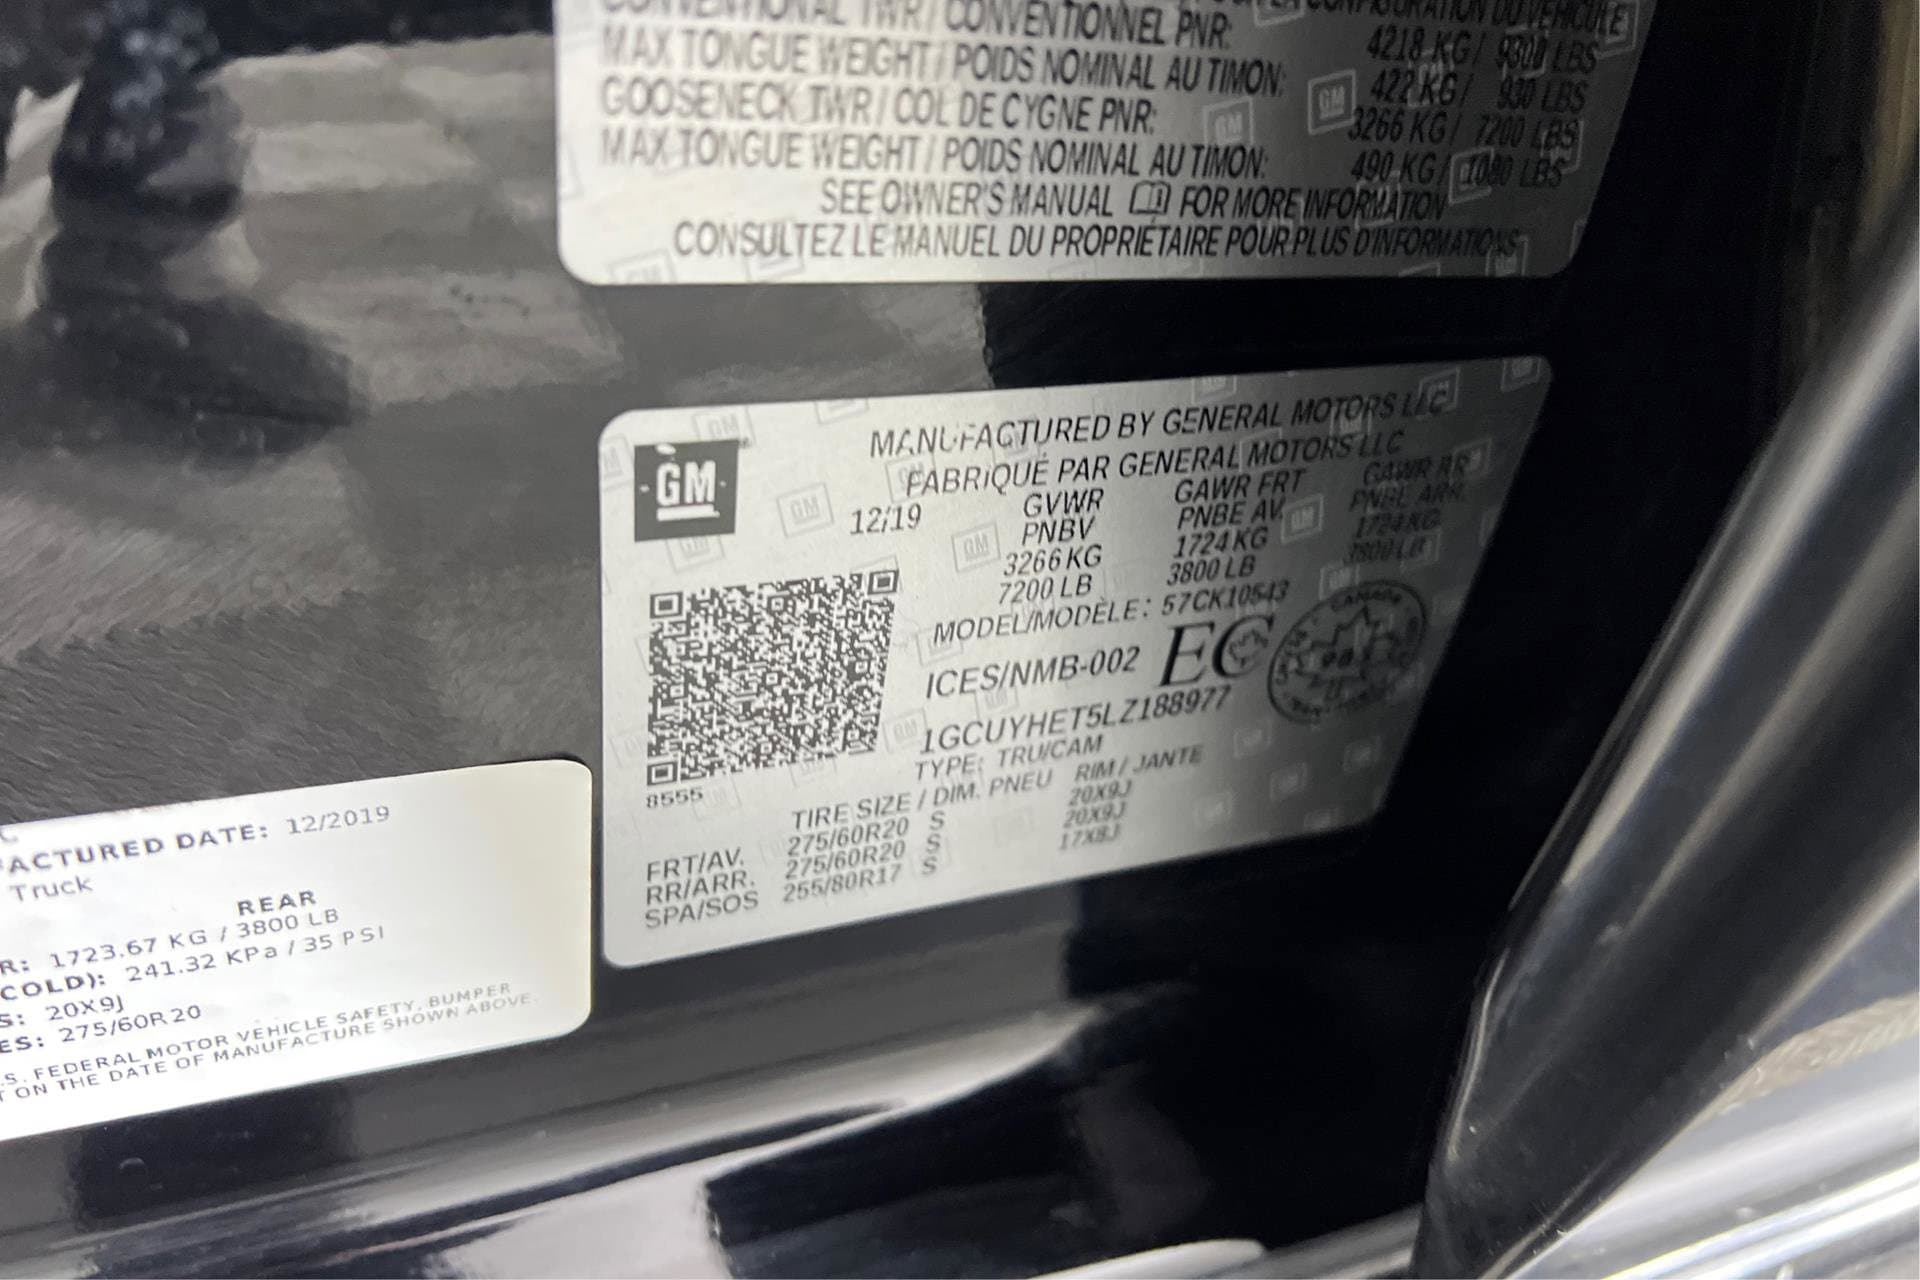 CONVENTIONAL TWR / CONVENTIONNEL PNR: 4218 KG / 9300 LBS
MAX TONGUE WEIGHT / POIDS NOMINAL AU TIMON: 422 KG / 930 LBS
GOOSENECK TWR / COL DE CYGNE PNR: 3266 KG / 7200 LBS
MAX TONGUE WEIGHT / POIDS NOMINAL AU TIMON: 490 KG / 1080 LBS
SEE OWNER'S MANUAL FOR MORE INFORMATION
CONSULTEZ LE MANUEL DU PROPRIÉTAIRE POUR PLUS D'INFORMATIONS
GM
MANUFACTURED BY GENERAL MOTORS LLC
FABRIQUÉ PAR GENERAL MOTORS LLC
12/19 GVWR GAWR FRT GAWR RR
PNBV PNBE AV. PNBE ARR.
3266 KG 1724 KG 1724 KG
7200 LB 3800 LB 3800 LB
MODEL/MODÈLE: 57CK10543
ICES/NMB-002 EC
CANADA
1GCUYHET5LZ188977
TYPE: TRU/CAM
8555
TIRE SIZE / DIM. PNEU RIM / JANTE
FRT/AV. 275/60R20 S 20X9J
RR/ARR. 275/60R20 S 20X9J
SPA/SOS 255/80R17 S 17X8J
ACTURED DATE: 12/2019
Truck
REAR
R: 1723.67 KG / 3800 LB
COLD): 241.32 KPa / 35 PSI
S: 20X9J
ES: 275/60R20
.S. FEDERAL MOTOR VEHICLE SAFETY, BUMPER
T ON THE DATE OF MANUFACTURE SHOWN ABOVE.